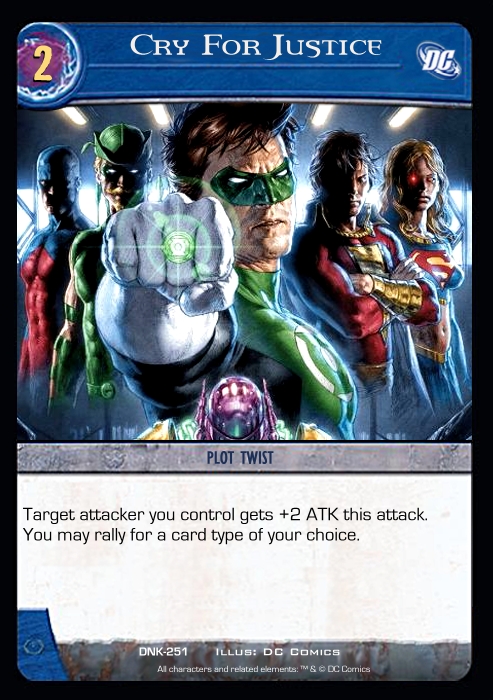 2
Cry For Justice
DC
PLOT TWIST
Target attacker you control gets +2 ATK this attack.
You may rally for a card type of your choice.
DNK-251 Illus: DC Comics
All characters and related elements: ™ & © DC Comics